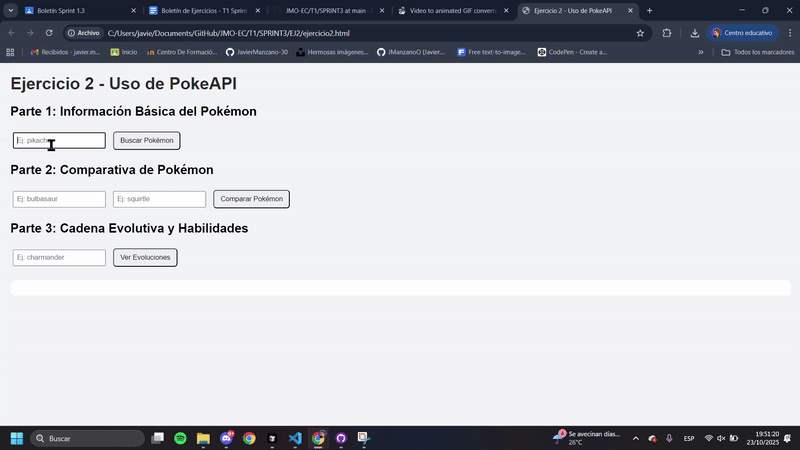 Boletín Sprint 1.3
Boletín de Ejercicios - T1 Sprint
JMO-EC/T1/SPRINT3 at main
Video to animated GIF converte
Ejercicio 2 - Uso de PokeAPI
Archivo
C:/Users/javie/Documents/GitHub/JMO-EC/T1/SPRINT3/EJ2/ejercicio2.html
Centro educativo
Recibidos - javier.m...
Inicio
Centro De Formació...
JavierManzano-30
Hermosas imágenes...
JManzanoO (Javier...
Free text-to-image...
CodePen - Create a...
Todos los marcadores
Ejercicio 2 - Uso de PokeAPI
Parte 1: Información Básica del Pokémon
Ej: pikachu
Buscar Pokémon
Parte 2: Comparativa de Pokémon
Ej: bulbasaur
Ej: squirtle
Comparar Pokémon
Parte 3: Cadena Evolutiva y Habilidades
Ej: charmander
Ver Evoluciones
Buscar
Se avecinan días...
26°C
ESP
19:51:20
23/10/2025